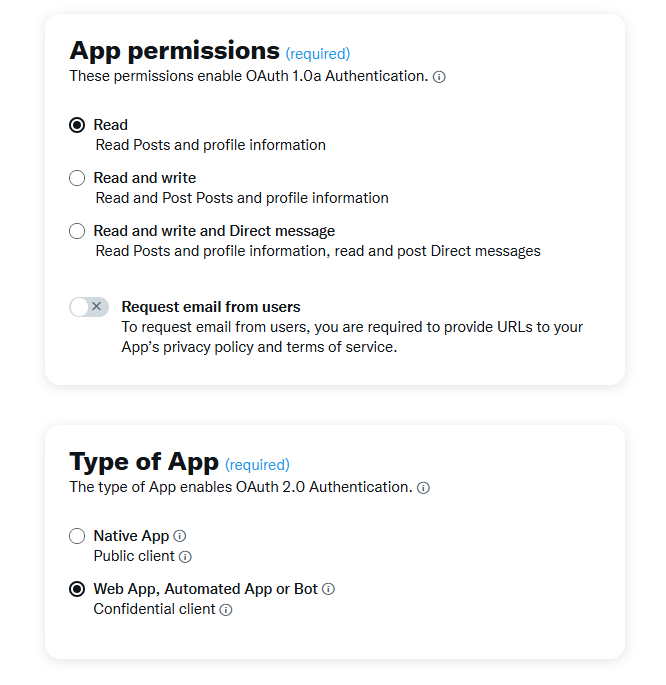 App permissions (required)
These permissions enable OAuth 1.0a Authentication.
Read
Read Posts and profile information
Read and write
Read and Post Posts and profile information
Read and write and Direct message
Read Posts and profile information, read and post Direct messages
Request email from users
To request email from users, you are required to provide URLs to your
App's privacy policy and terms of service.
Type of App (required)
The type of App enables OAuth 2.0 Authentication.
Native App
Public client
Web App, Automated App or Bot
Confidential client